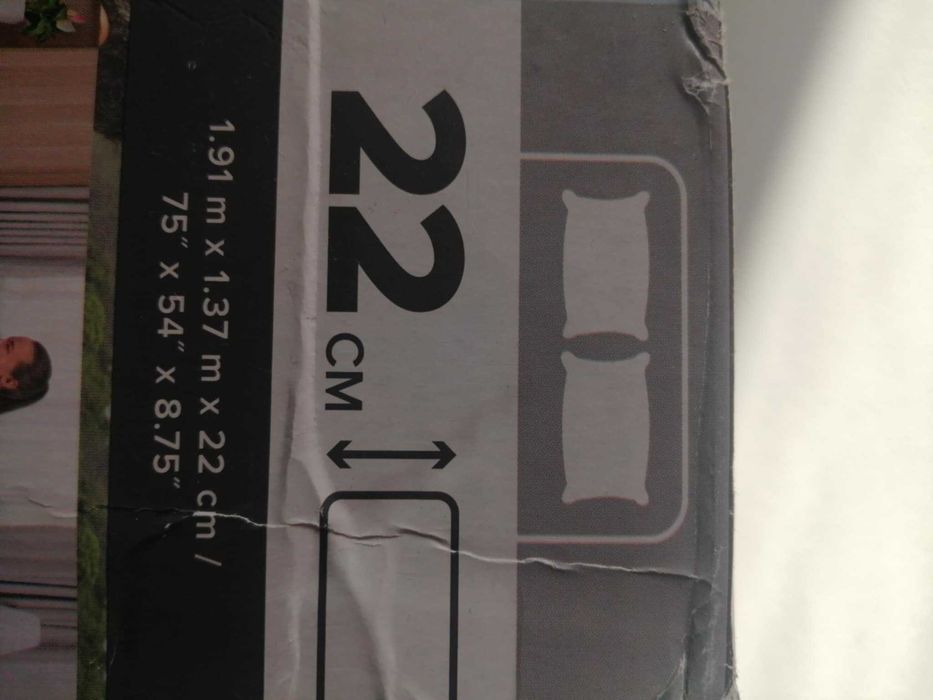 22 CM
1.91 m x 1.37 m x 22 cm /
75″ x 54″ x 8.75″